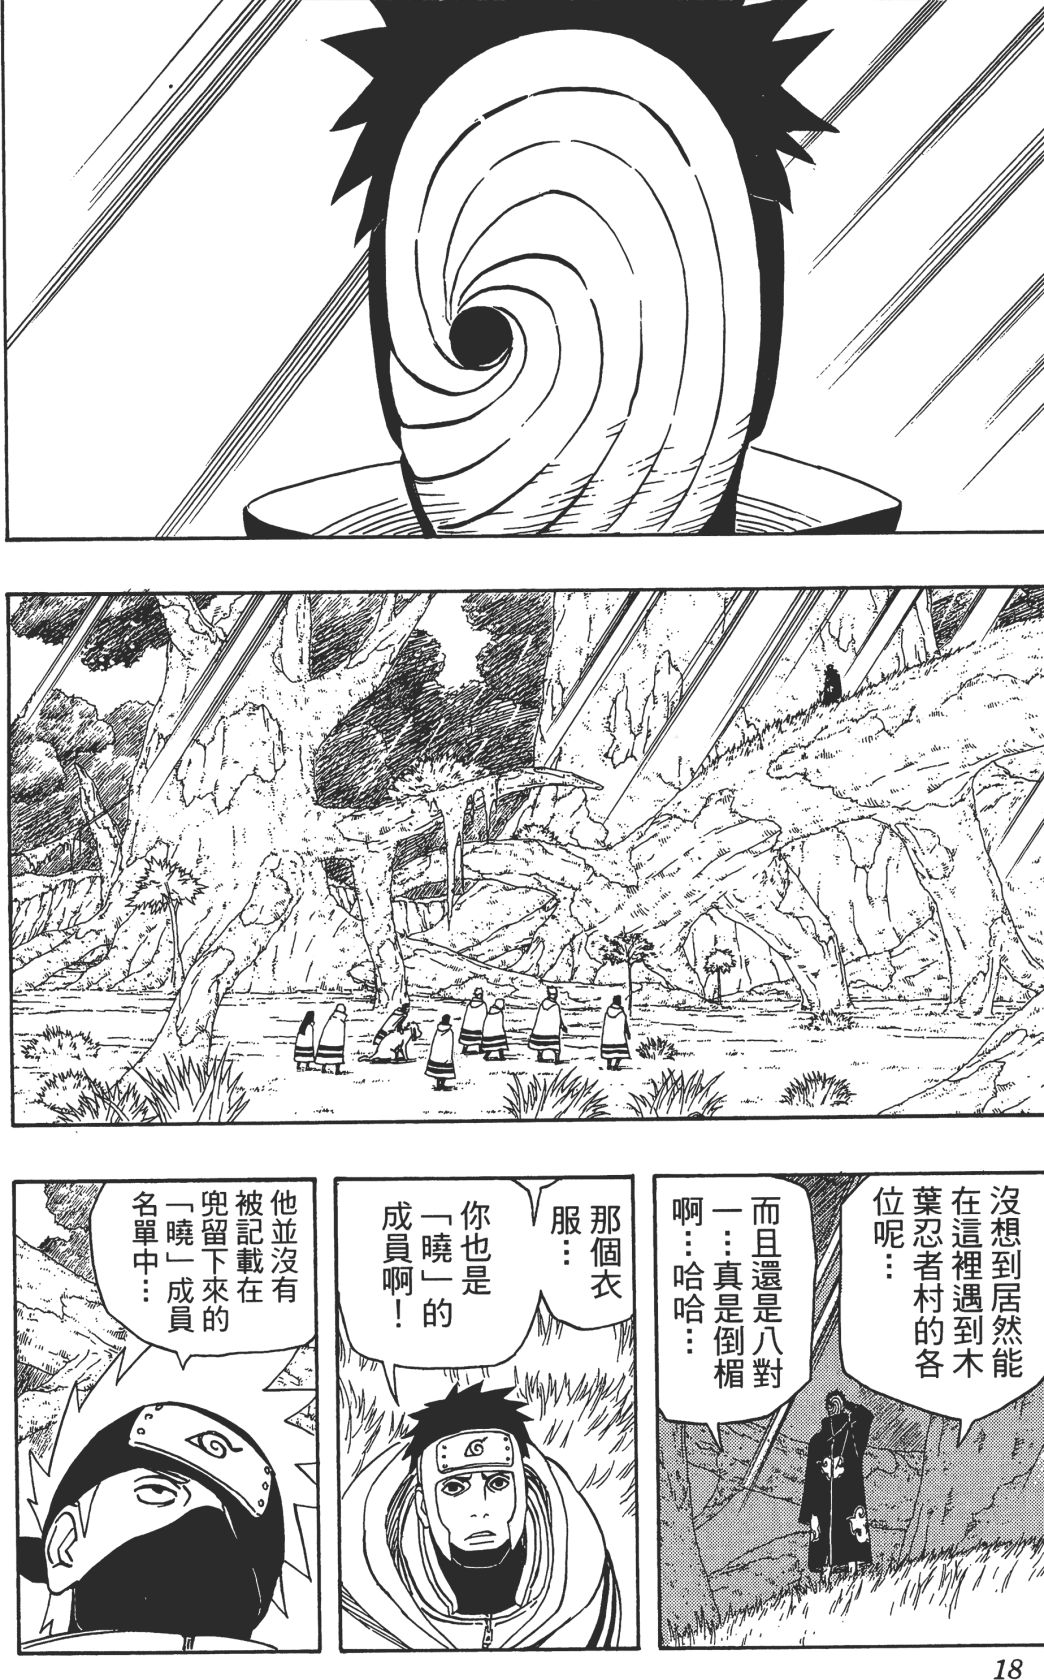 沒想到居然能
在這裡遇到木
葉忍者村的各
位呢…
而且還是八對
一…真是倒楣
啊…哈哈…
那個衣
服…
你也是
「曉」的
成員啊！
他並沒有
被記載在
兜留下來的
「曉」成員
名單中…
18